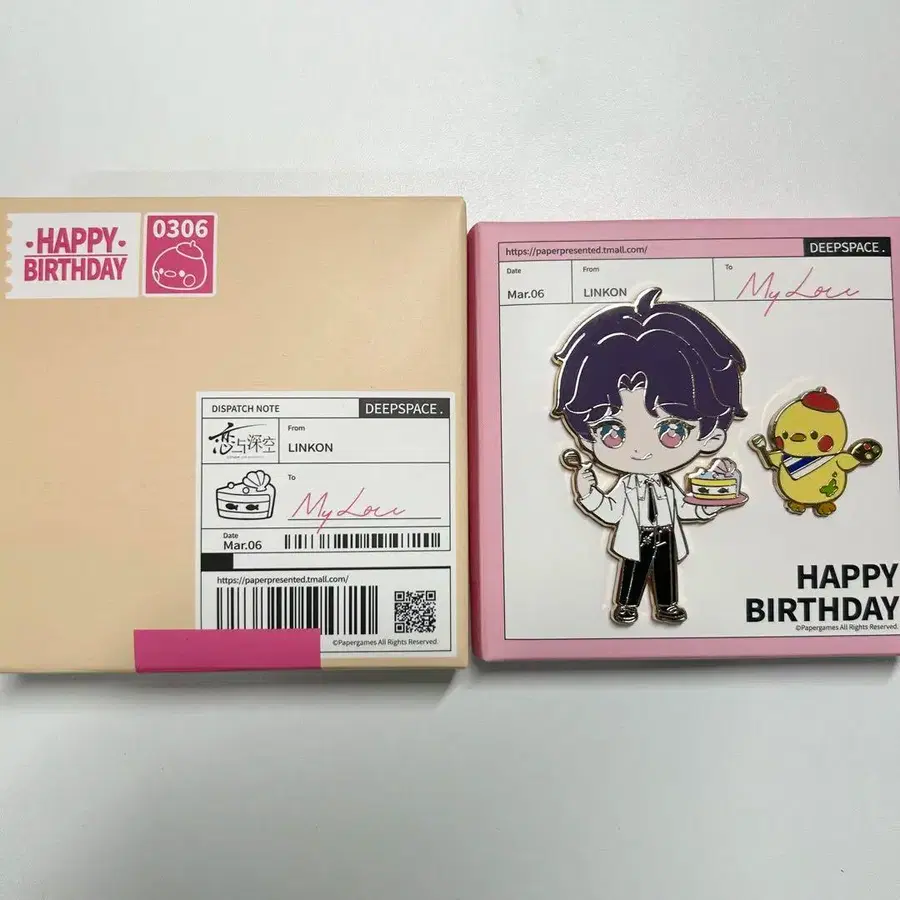 ·HAPPY·
BIRTHDAY
0306
DISPATCH NOTE
DEEPSPACE.
恋与深空
From
LINKON
To
My Love
Date
Mar.06
https://paperpresented.tmall.com/
©Papergames All Rights Reserved.
https://paperpresented.tmall.com/
DEEPSPACE.
Date
Mar.06
From
LINKON
To
My Love
HAPPY
BIRTHDAY
©Papergames All Rights Reserved.